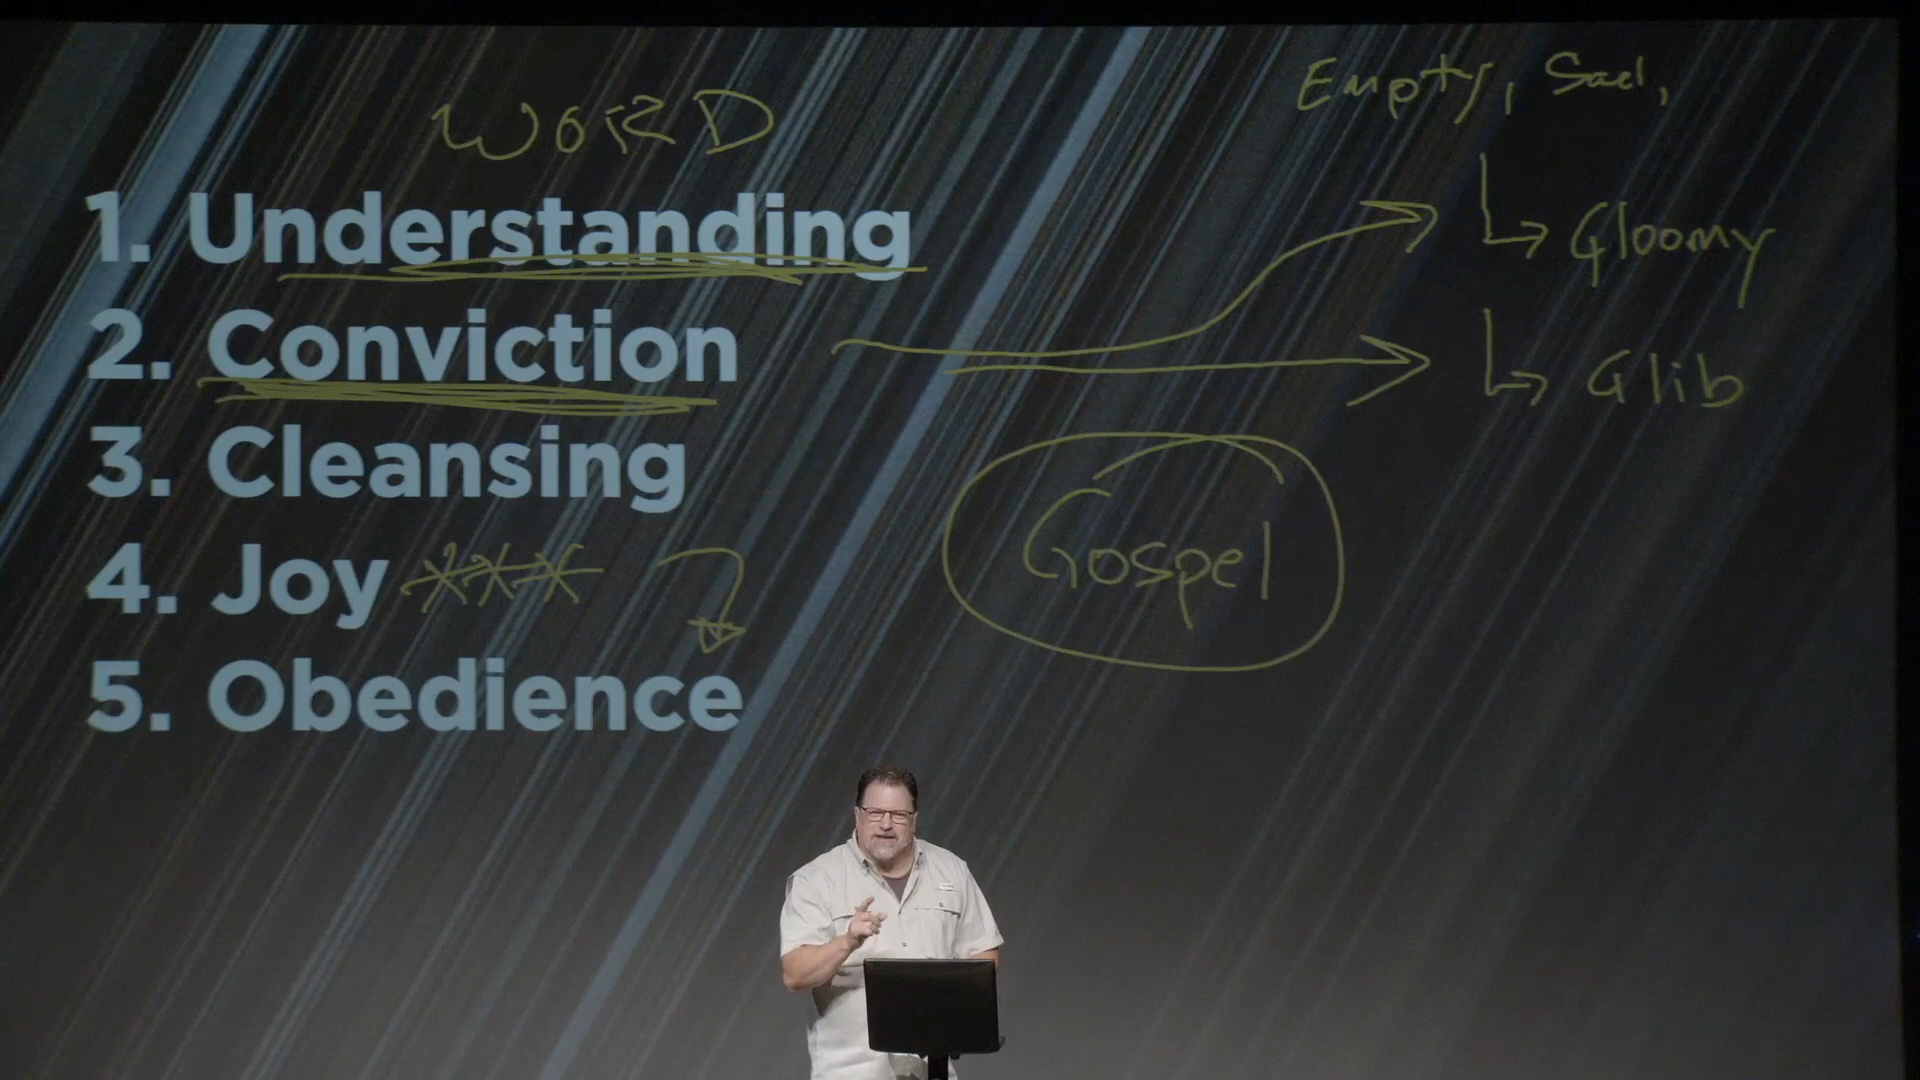 Empty, Sad,
WORD
1. Understanding
Gloomy
2. Conviction
Glib
3. Cleansing
Gospel
4. Joy ***
5. Obedience